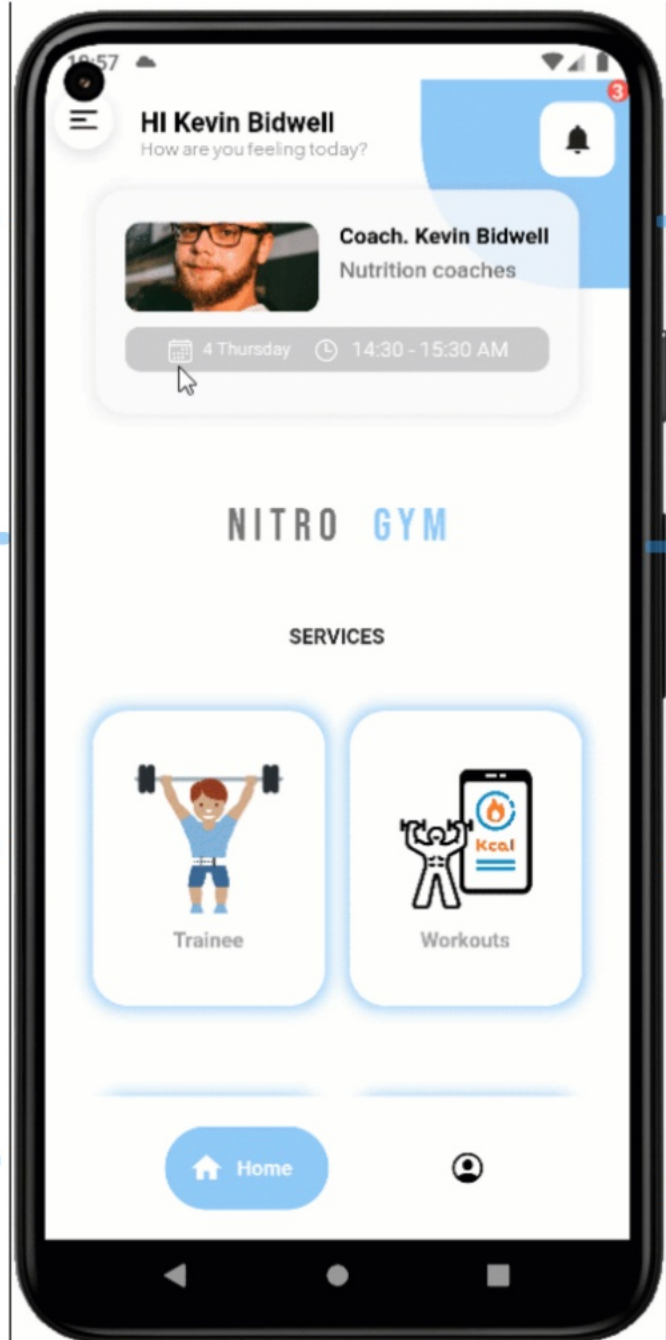 3
HI Kevin Bidwell
How are you feeling today?
Coach. Kevin Bidwell
Nutrition coaches
4 Thursday 14:30 - 15:30 AM
NITRO GYM
SERVICES
Kcal
Trainee
Workouts
Home